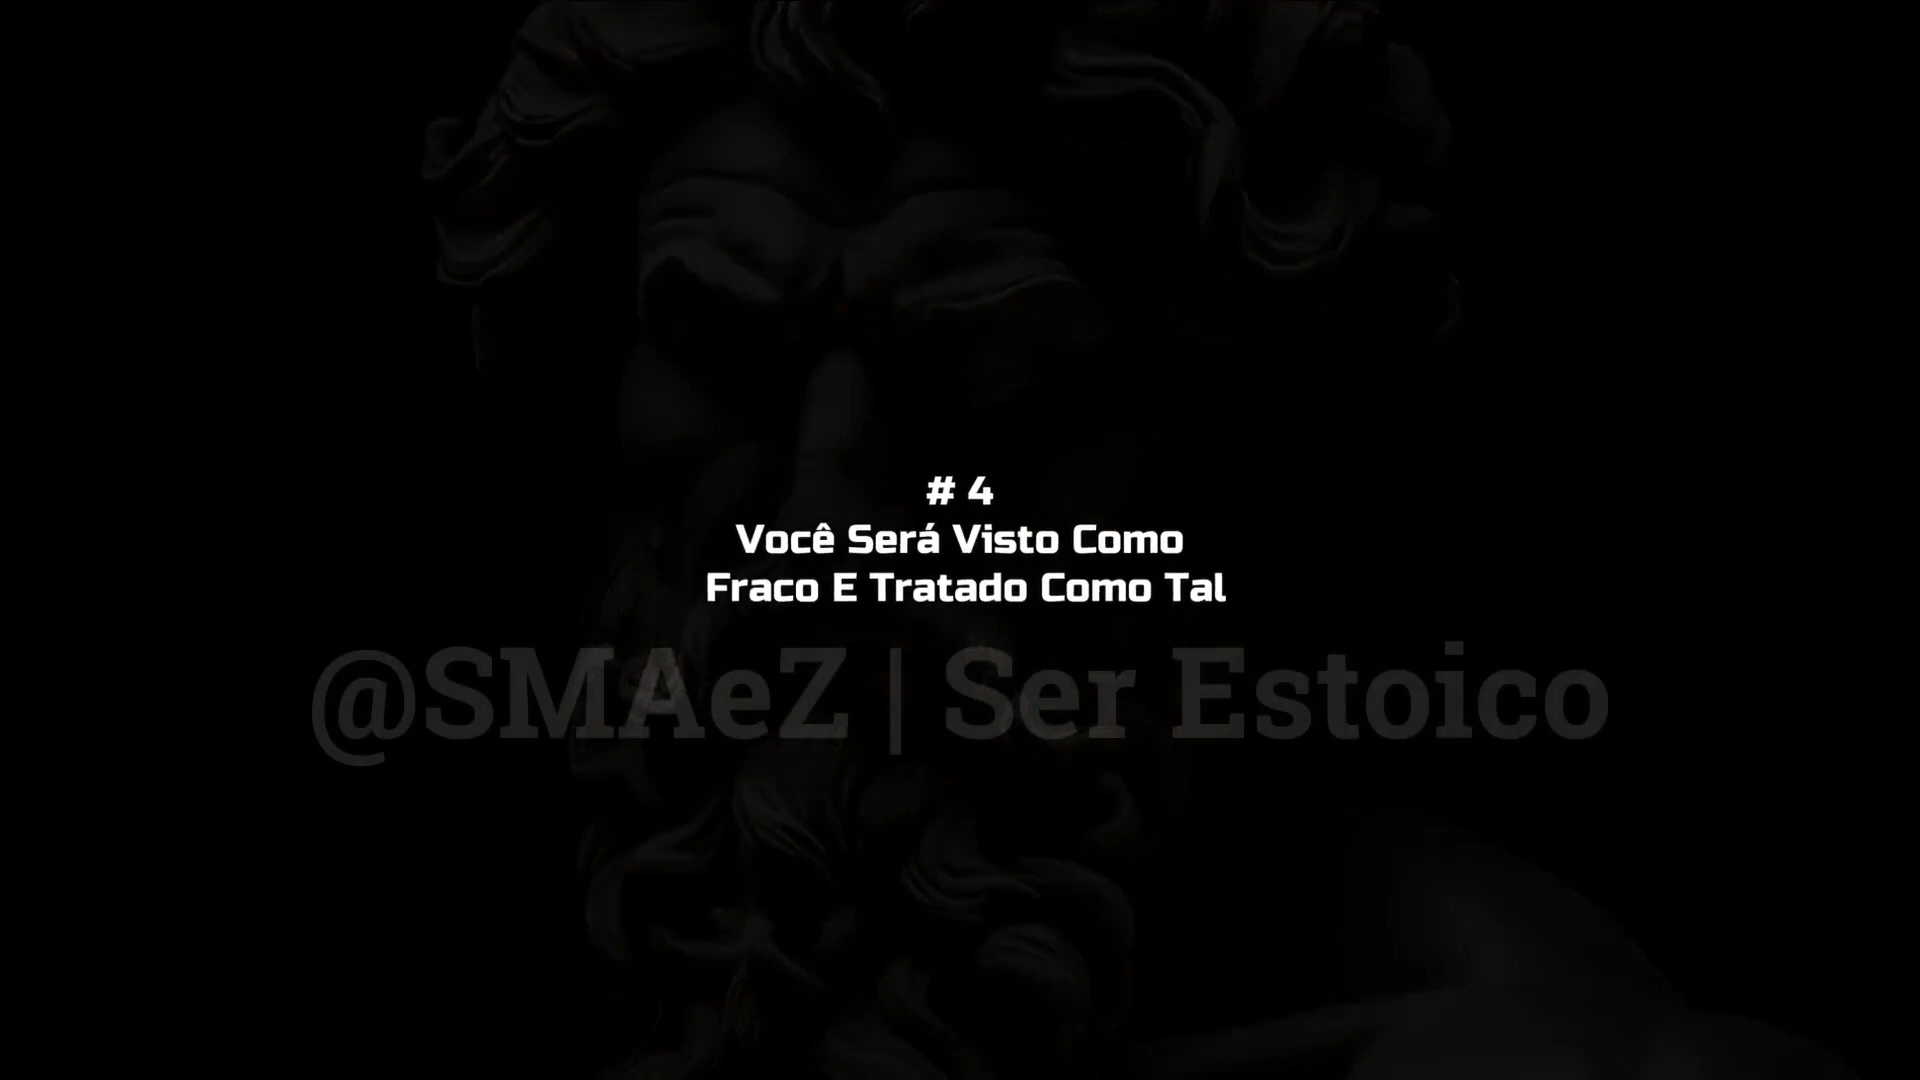 # 4
Você Será Visto Como
Fraco E Tratado Como Tal
@SMAeZ | Ser Estoico